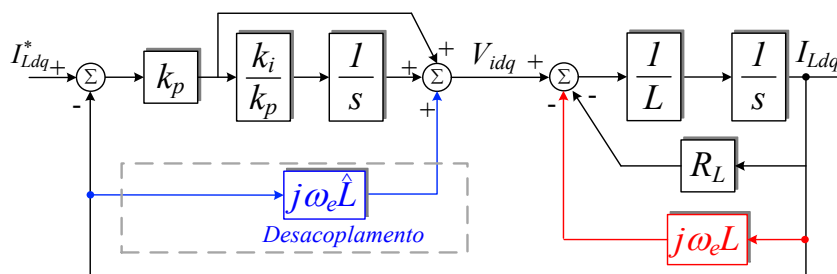 I*Ldq + Σ - kp ki/kp 1/s + + + Σ Vidq + Σ - - 1/L 1/s ILdq
RL
jωeL̂
Desacoplamento
jωeL